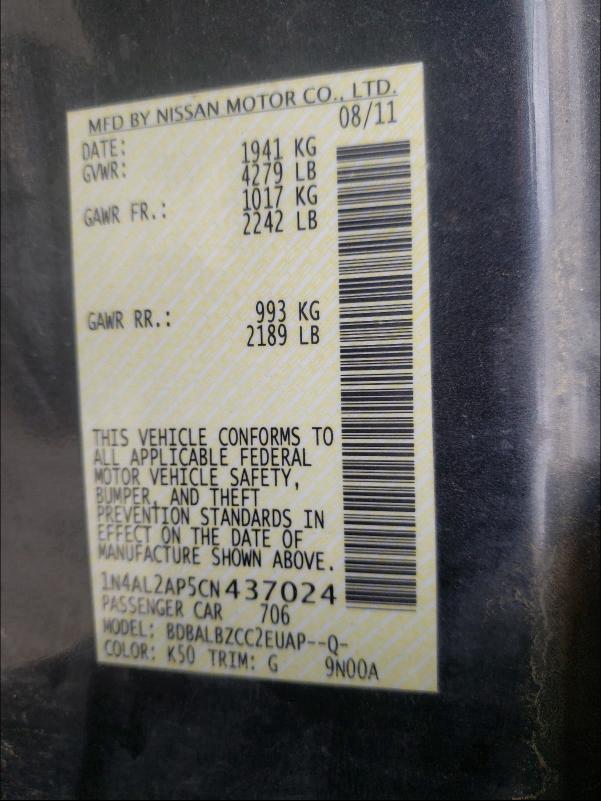 MFD BY NISSAN MOTOR CO., LTD.
DATE: 08/11
GVWR: 1941 KG
4279 LB
GAWR FR.: 1017 KG
2242 LB
GAWR RR.: 993 KG
2189 LB
THIS VEHICLE CONFORMS TO
ALL APPLICABLE FEDERAL
MOTOR VEHICLE SAFETY,
BUMPER, AND THEFT
PREVENTION STANDARDS IN
EFFECT ON THE DATE OF
MANUFACTURE SHOWN ABOVE.
1N4AL2AP5CN437024
PASSENGER CAR 706
MODEL: BDBALBZCC2EUAP--Q-
COLOR: K50 TRIM: G 9N00A